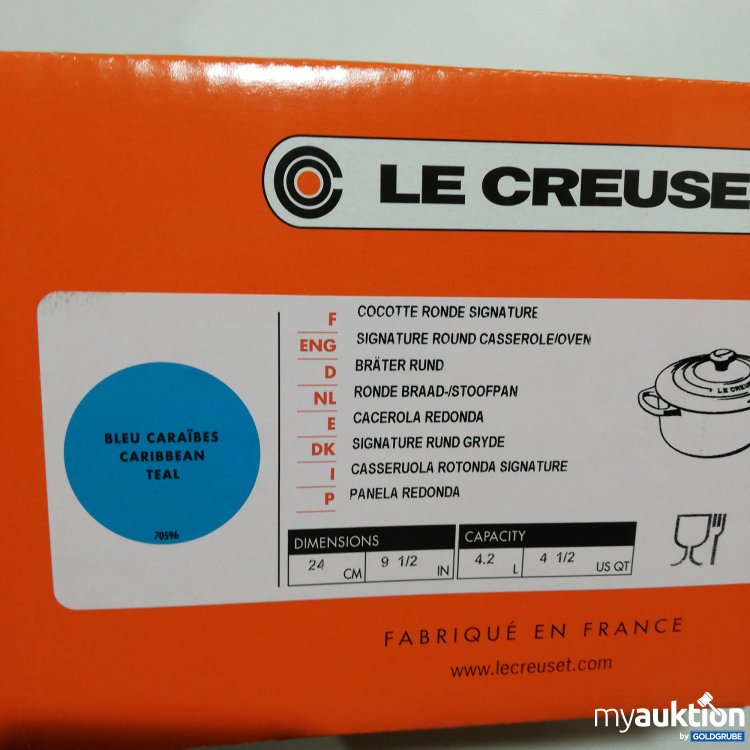 LE CREUSE
BLEU CARAÏBES
CARIBBEAN
TEAL
70596
F COCOTTE RONDE SIGNATURE
ENG SIGNATURE ROUND CASSEROLE/OVEN
D BRÄTER RUND
NL RONDE BRAAD-/STOOFPAN
E CACEROLA REDONDA
DK SIGNATURE RUND GRYDE
I CASSERUOLA ROTONDA SIGNATURE
P PANELA REDONDA
LE CREUSE
DIMENSIONS CAPACITY
24 CM 9 1/2 IN 4.2 L 4 1/2 US QT
FABRIQUÉ EN FRANCE
www.lecreuset.com
myauktion
by GOLDGRUBE